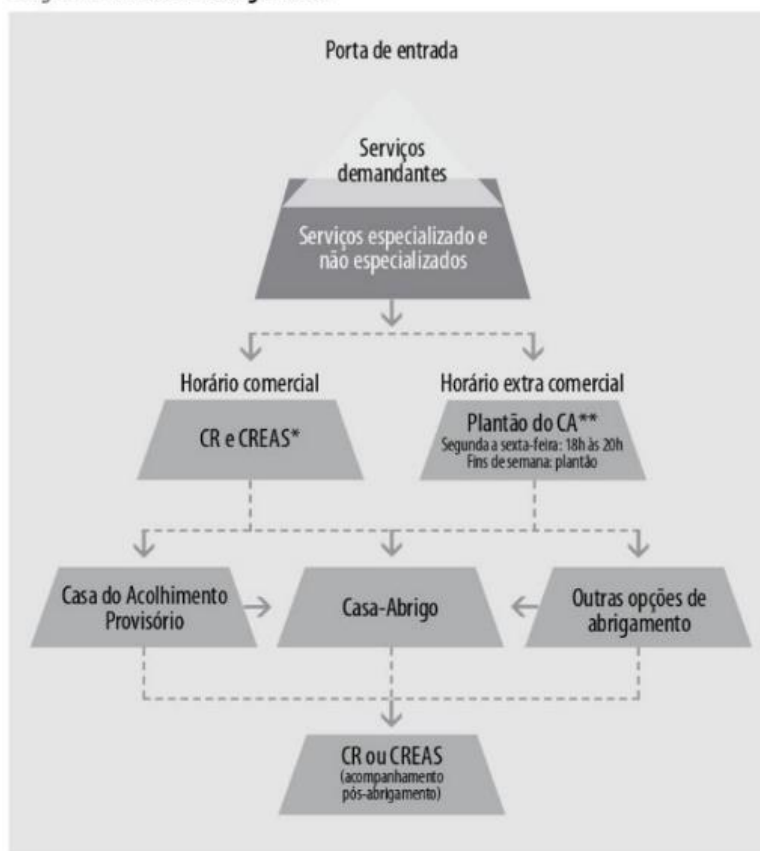 Porta de entrada
Serviços
demandantes
Serviços especializado e
não especializados
Horário comercial
CR e CREAS*
Horário extra comercial
Plantão do CA**
Segunda a sexta-feira: 18h às 20h
Fins de semana: plantão
Casa do Acolhimento
Provisório
Casa-Abrigo
Outras opções de
abrigamento
CR ou CREAS
(acompanhamento
pós-abrigamento)